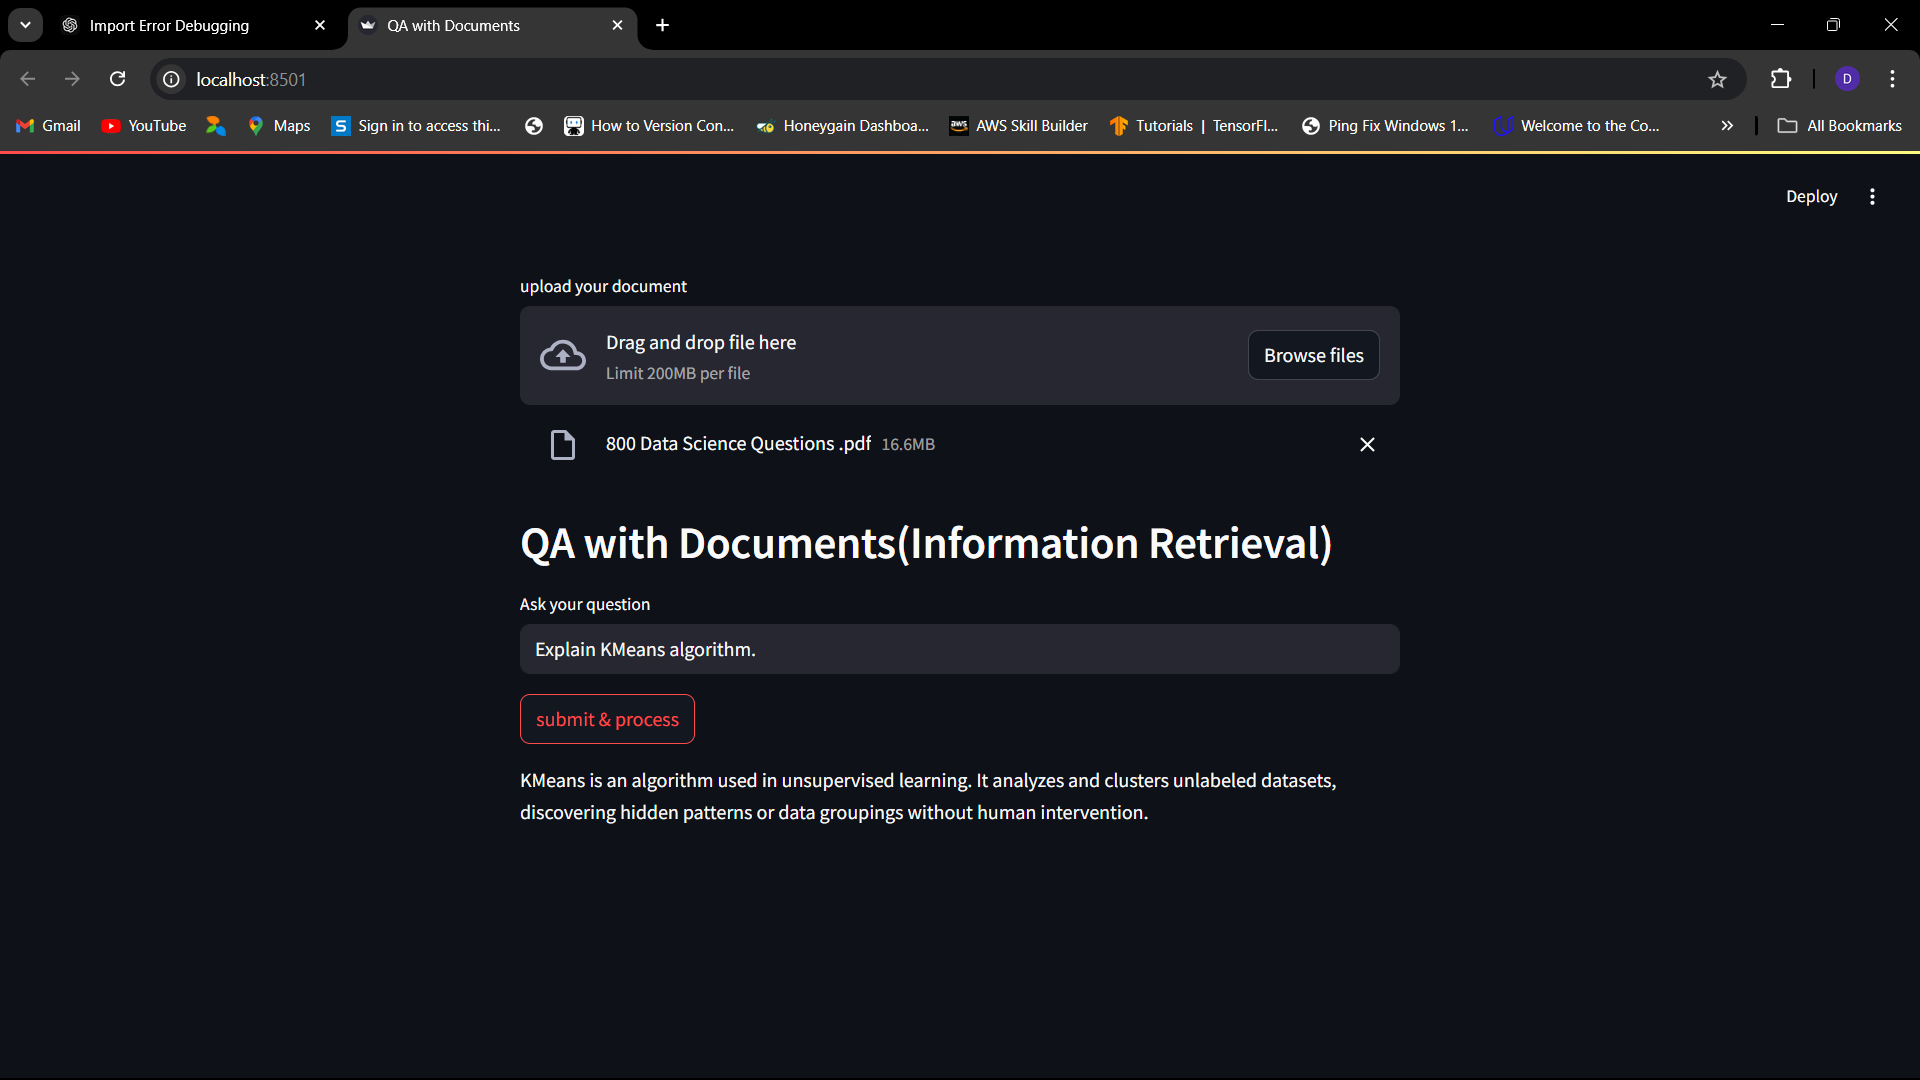 Import Error Debugging
QA with Documents
localhost:8501
D
Gmail
YouTube
Maps
S Sign in to access thi...
How to Version Con...
Honeygain Dashboa...
aws AWS Skill Builder
Tutorials | TensorFl...
Ping Fix Windows 1...
Welcome to the Co...
All Bookmarks
Deploy
upload your document
Drag and drop file here
Limit 200MB per file
Browse files
800 Data Science Questions .pdf 16.6MB
QA with Documents(Information Retrieval)
Ask your question
Explain KMeans algorithm.
submit & process
KMeans is an algorithm used in unsupervised learning. It analyzes and clusters unlabeled datasets,
discovering hidden patterns or data groupings without human intervention.